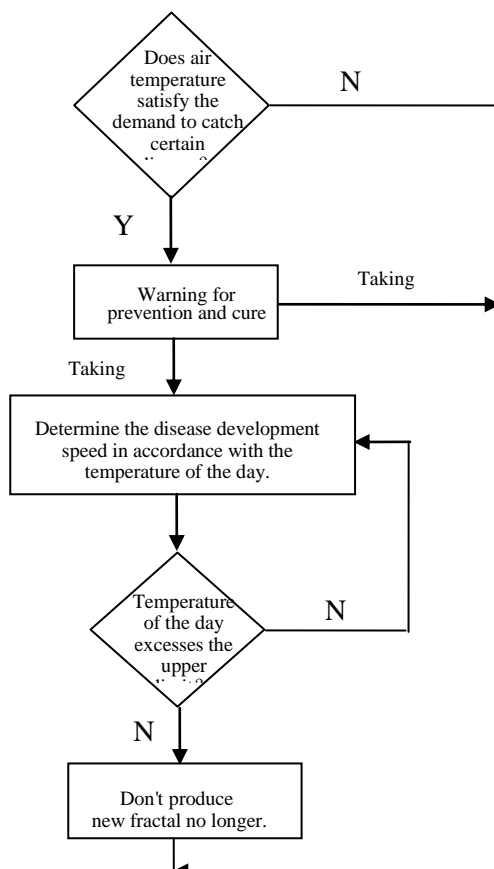 Does air
temperature
satisfy the
demand to catch
certain
N
Y
Warning for
prevention and cure
Taking
Taking
Determine the disease development
speed in accordance with the
temperature of the day.
Temperature
of the day
excesses the
upper
limit?
N
N
Don't produce
new fractal no longer.